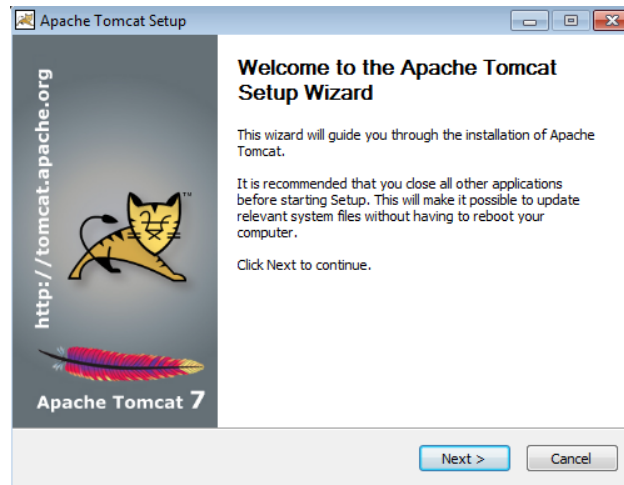 Apache Tomcat Setup
http://tomcat.apache.org
TM
Apache Tomcat 7
Welcome to the Apache Tomcat
Setup Wizard
This wizard will guide you through the installation of Apache
Tomcat.
It is recommended that you close all other applications
before starting Setup. This will make it possible to update
relevant system files without having to reboot your
computer.
Click Next to continue.
Next >
Cancel